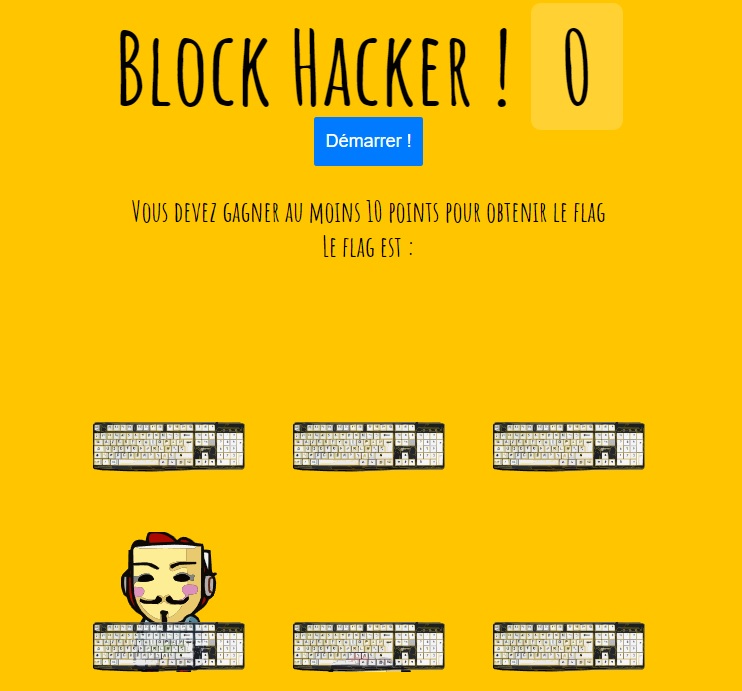 Block Hacker ! 0
Démarrer !
Vous devez gagner au moins 10 points pour obtenir le flag
Le flag est :